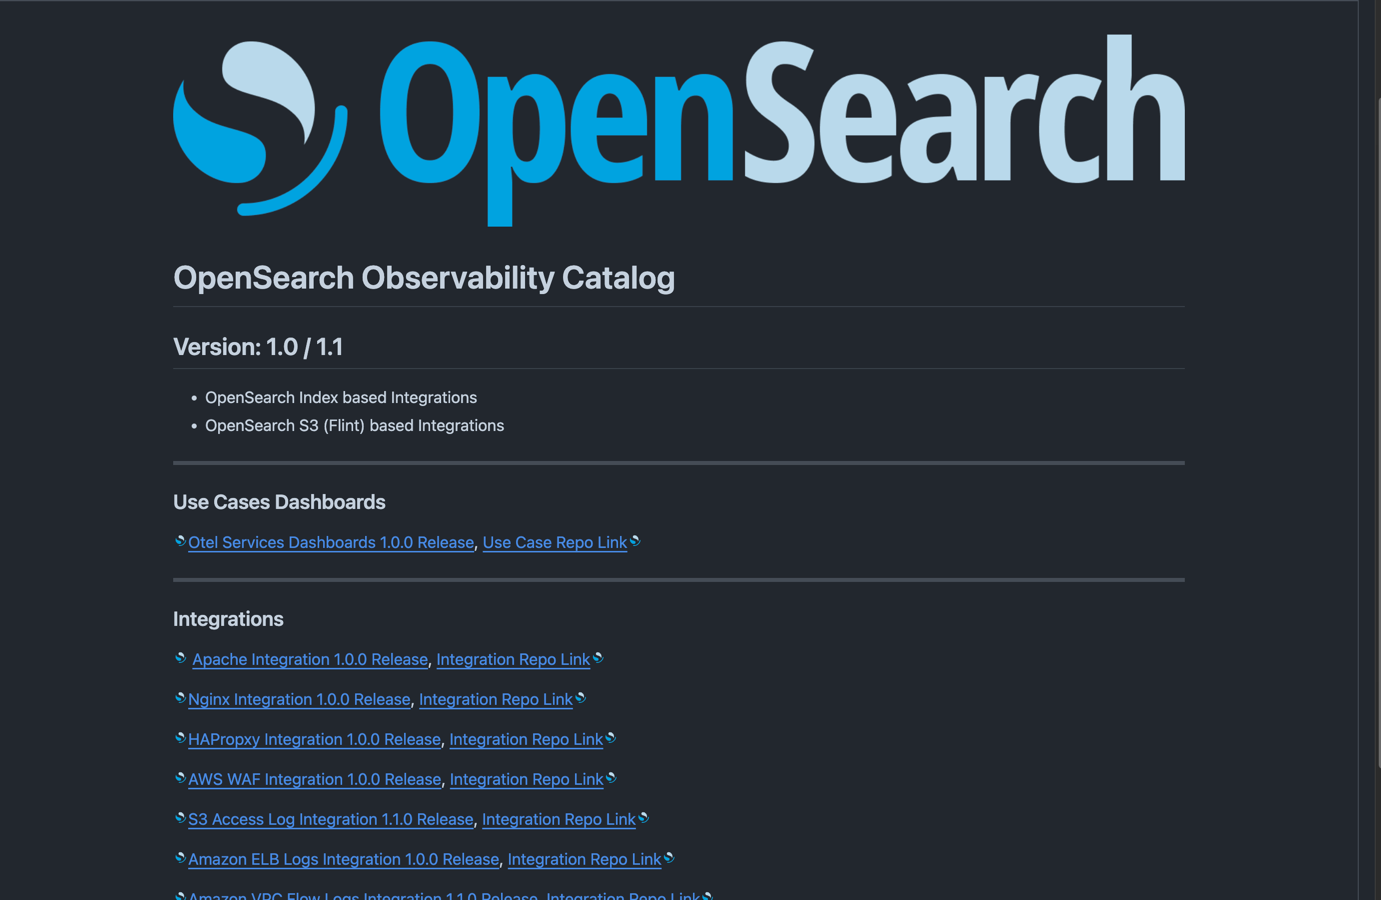 OpenSearch
OpenSearch Observability Catalog
Version: 1.0 / 1.1
• OpenSearch Index based Integrations
• OpenSearch S3 (Flint) based Integrations
Use Cases Dashboards
Otel Services Dashboards 1.0.0 Release, Use Case Repo Link
Integrations
Apache Integration 1.0.0 Release, Integration Repo Link
Nginx Integration 1.0.0 Release, Integration Repo Link
HAPropxy Integration 1.0.0 Release, Integration Repo Link
AWS WAF Integration 1.0.0 Release, Integration Repo Link
S3 Access Log Integration 1.1.0 Release, Integration Repo Link
Amazon ELB Logs Integration 1.0.0 Release, Integration Repo Link
Amazon VPC Flow Logs Integration 1.1.0 Release, Integration Repo Link